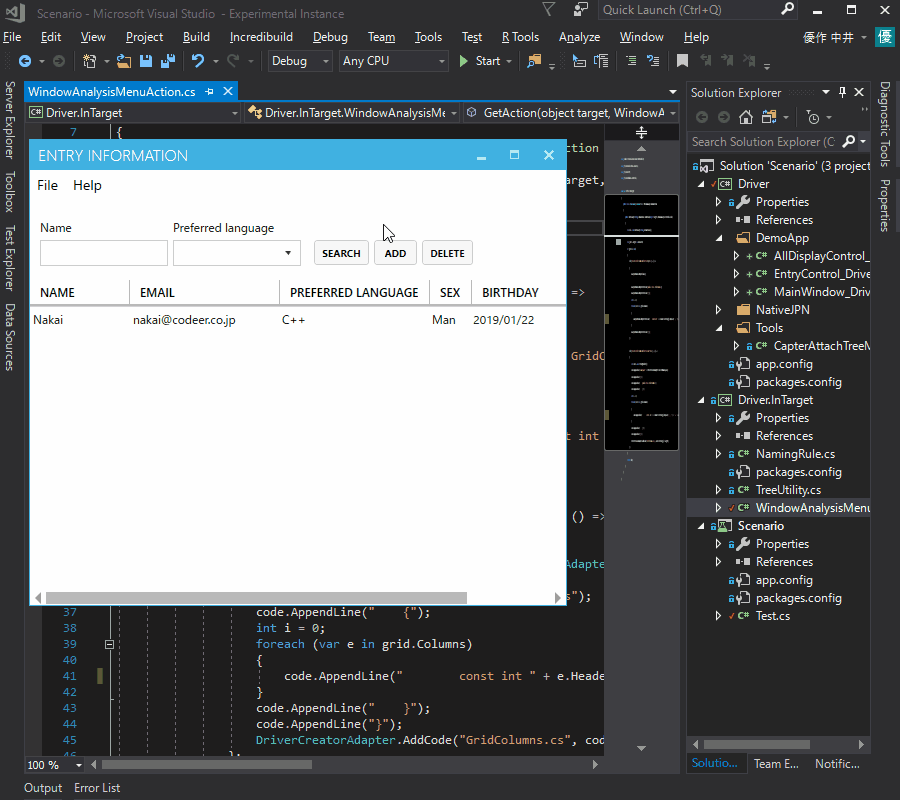 Scenario - Microsoft Visual Studio - Experimental Instance
Quick Launch (Ctrl+Q)
File Edit View Project Build Incredibuild Debug Team Tools Test R Tools Analyze Window Help
優作 中井 優
Debug Any CPU Start
Server Explorer
Toolbox
Test Explorer
Data Sources
WindowAnalysisMenuAction.cs
Driver.InTarget Driver.InTarget.WindowAnalysisMe GetAction(object target, WindowA
7 {
ction
arget,
ENTRY INFORMATION
File Help
Name Preferred language
SEARCH ADD DELETE
NAME EMAIL PREFERRED LANGUAGE SEX BIRTHDAY
Nakai nakai@codeer.co.jp C++ Man 2019/01/22
=>
GridC
t int
() =>
Adapte
s");
37 code.AppendLine("    {");
38 int i = 0;
39 foreach (var e in grid.Columns)
40 {
41 code.AppendLine("        const int " + e.Heade
42 }
43 code.AppendLine("    }");
44 code.AppendLine("}");
45 DriverCreatorAdapter.AddCode("GridColumns.cs", cod
46 };
100 %
Output Error List
Solution Explorer
Search Solution Explorer (C
Solution 'Scenario' (3 project
Driver
Properties
References
DemoApp
AllDisplayControl_
EntryControl_Drive
MainWindow_Driv
NativeJPN
Tools
CapterAttachTreeM
app.config
packages.config
Driver.InTarget
Properties
References
NamingRule.cs
packages.config
TreeUtility.cs
WindowAnalysisMenu
Scenario
Properties
References
app.config
packages.config
Test.cs
Solutio... Team E... Notific...
Diagnostic Tools
Properties